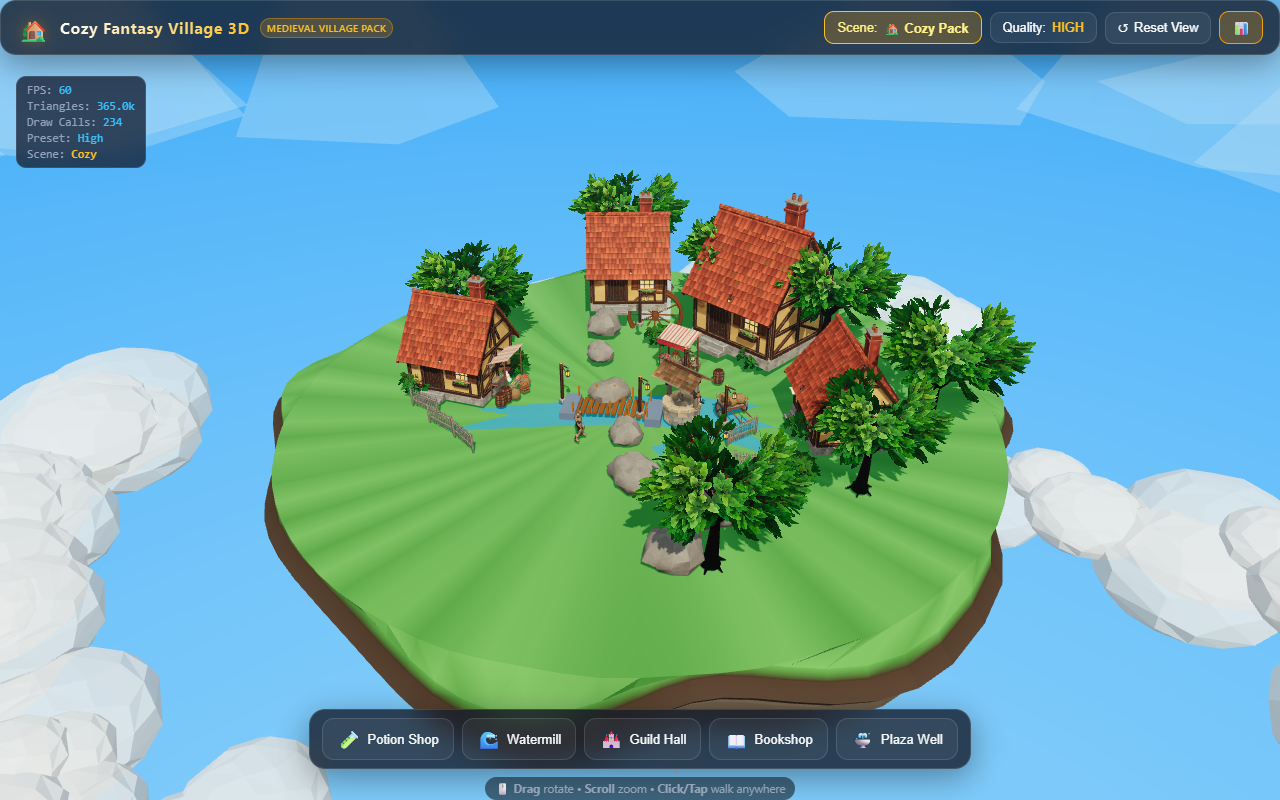 Cozy Fantasy Village 3D
MEDIEVAL VILLAGE PACK
Scene: Cozy Pack
Quality: HIGH
↺ Reset View
FPS: 60
Triangles: 365.0k
Draw Calls: 234
Preset: High
Scene: Cozy
Potion Shop
Watermill
Guild Hall
Bookshop
Plaza Well
Drag rotate • Scroll zoom • Click/Tap walk anywhere